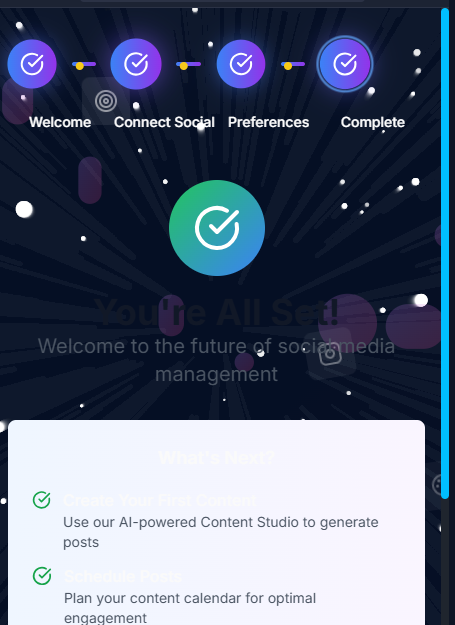 Welcome
Connect Social
Preferences
Complete
You're All Set!
Welcome to the future of social media
management
What's Next?
Create Your First Content
Use our AI-powered Content Studio to generate
posts
Schedule Posts
Plan your content calendar for optimal
engagement